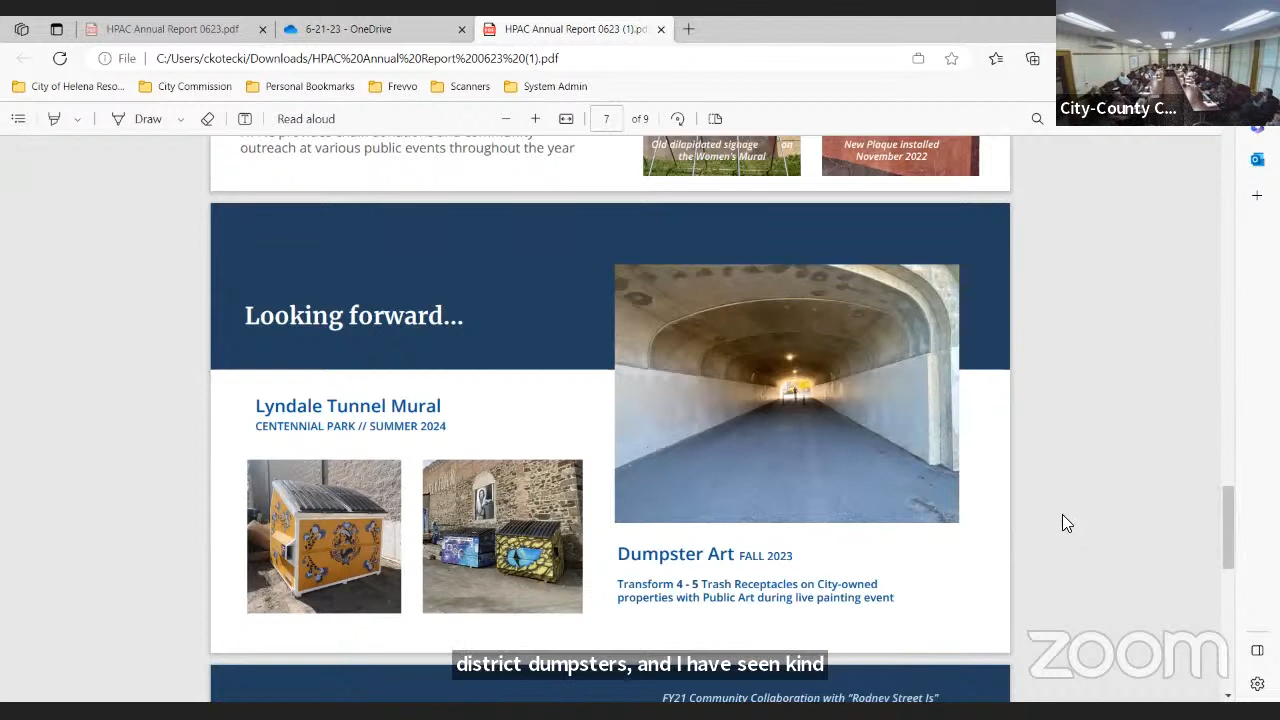 HPAC Annual Report 0623.pdf
6-21-23 - OneDrive
HPAC Annual Report 0623 (1).pd
File
C:/Users/cbstecki/Downloads/HPAC%20Annual%20Report%200623%20(1).pdf
City of Helena Reso...
City Commission
Personal Bookmarks
Frevvo
Scanners
System Admin
Draw
Read aloud
7
of 9
City-County C...
outreach at various public events throughout the year
Old dilapidated signage on
the Women's Mural
New Plaque installed
November 2022
Looking forward...
Lyndale Tunnel Mural
CENTENNIAL PARK // SUMMER 2024
Dumpster Art FALL 2023
Transform 4 - 5 Trash Receptacles on City-owned
properties with Public Art during live painting event
district dumpsters, and I have seen kind
FY21 Community Collaboration with "Rodney Street Is"
zoom